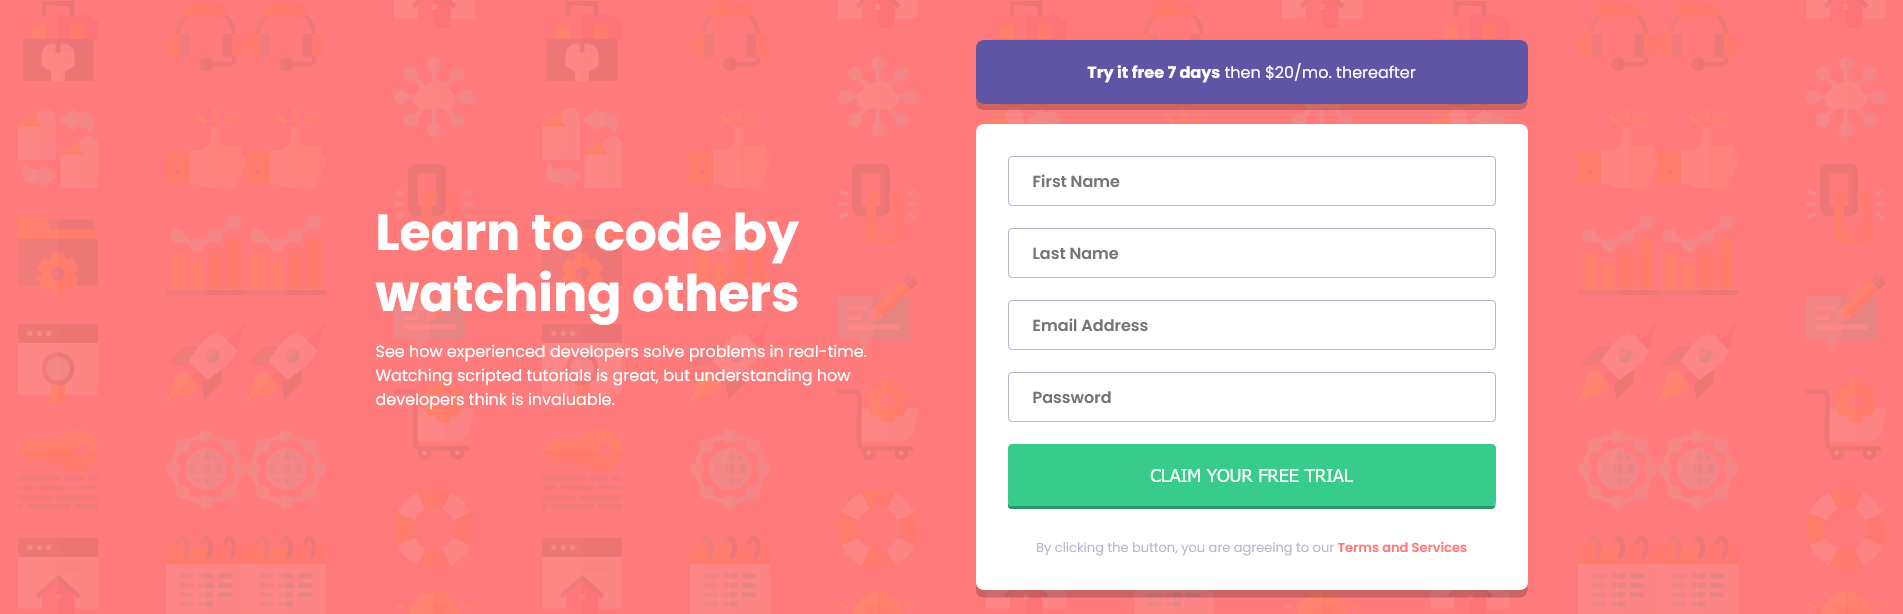 Learn to code by
watching others
See how experienced developers solve problems in real-time.
Watching scripted tutorials is great, but understanding how
developers think is invaluable.
Try it free 7 days then $20/mo. thereafter
First Name
Last Name
Email Address
Password
CLAIM YOUR FREE TRIAL
By clicking the button, you are agreeing to our Terms and Services